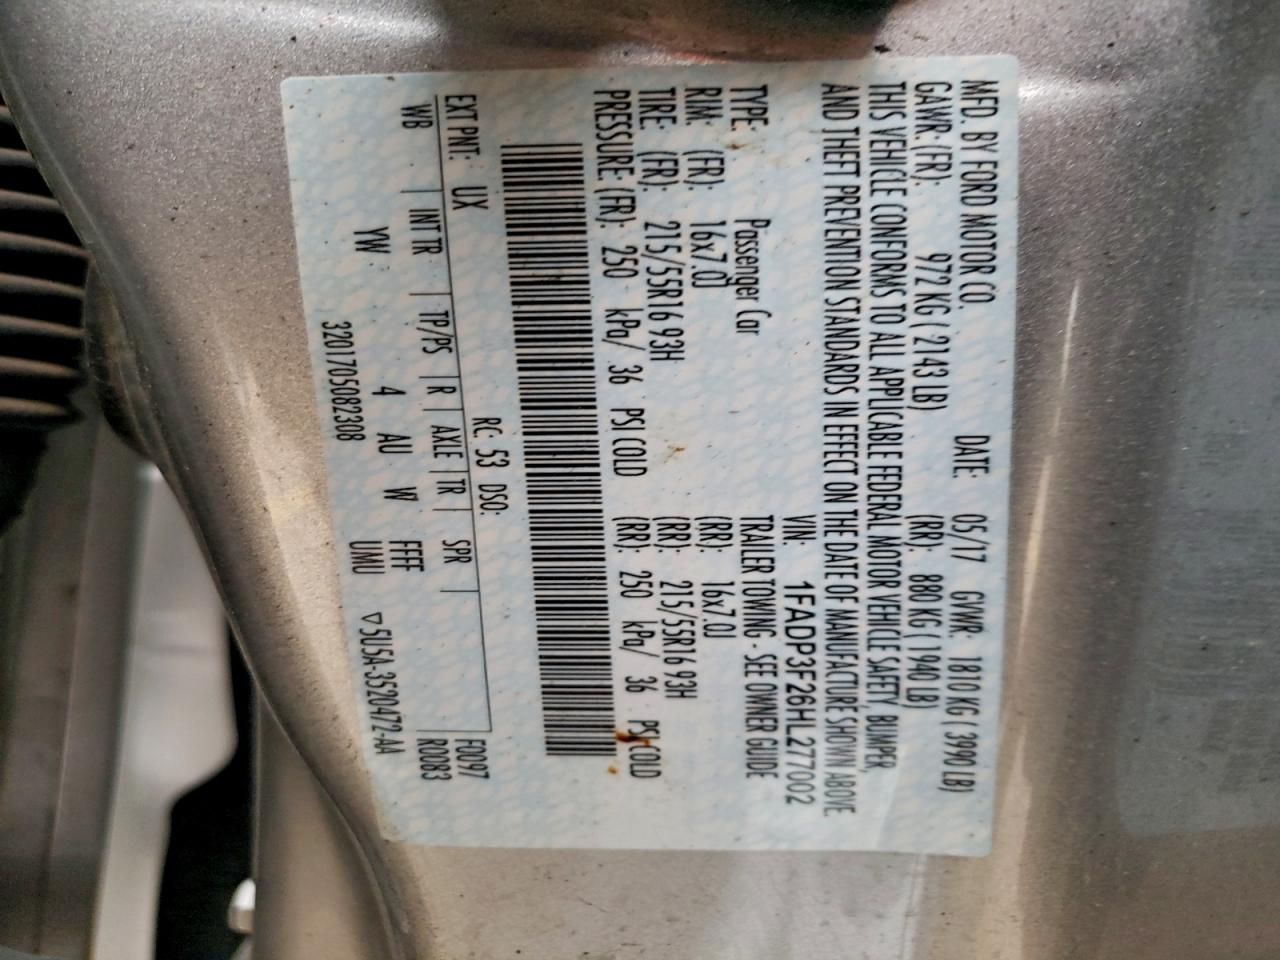 MFD. BY FORD MOTOR CO. DATE: 05/17 GVWR: 1810 KG ( 3990 LB)
GAWR: (FR): 972 KG ( 2143 LB) (RR): 880 KG ( 1940 LB)
THIS VEHICLE CONFORMS TO ALL APPLICABLE FEDERAL MOTOR VEHICLE SAFETY, BUMPER,
AND THEFT PREVENTION STANDARDS IN EFFECT ON THE DATE OF MANUFACTURE SHOWN ABOVE.
VIN: 1FADP3F26HL277002
TYPE: Passenger Car TRAILER TOWING - SEE OWNER GUIDE
RIM: (FR): 16x7.0J (RR): 16x7.0J
TIRE: (FR): 215/55R16 93H (RR): 215/55R16 93H
PRESSURE: (FR): 250 kPa/ 36 PSI COLD (RR): 250 kPa/ 36 PSI COLD
RC: 53 DSO:
EXT PNT: UX F0097
WB INT TR TP/PS R AXLE TR SPR R0083
YW 4 AU W FFFF
UMU ▽5U5A-3520472-AA
3201705082308